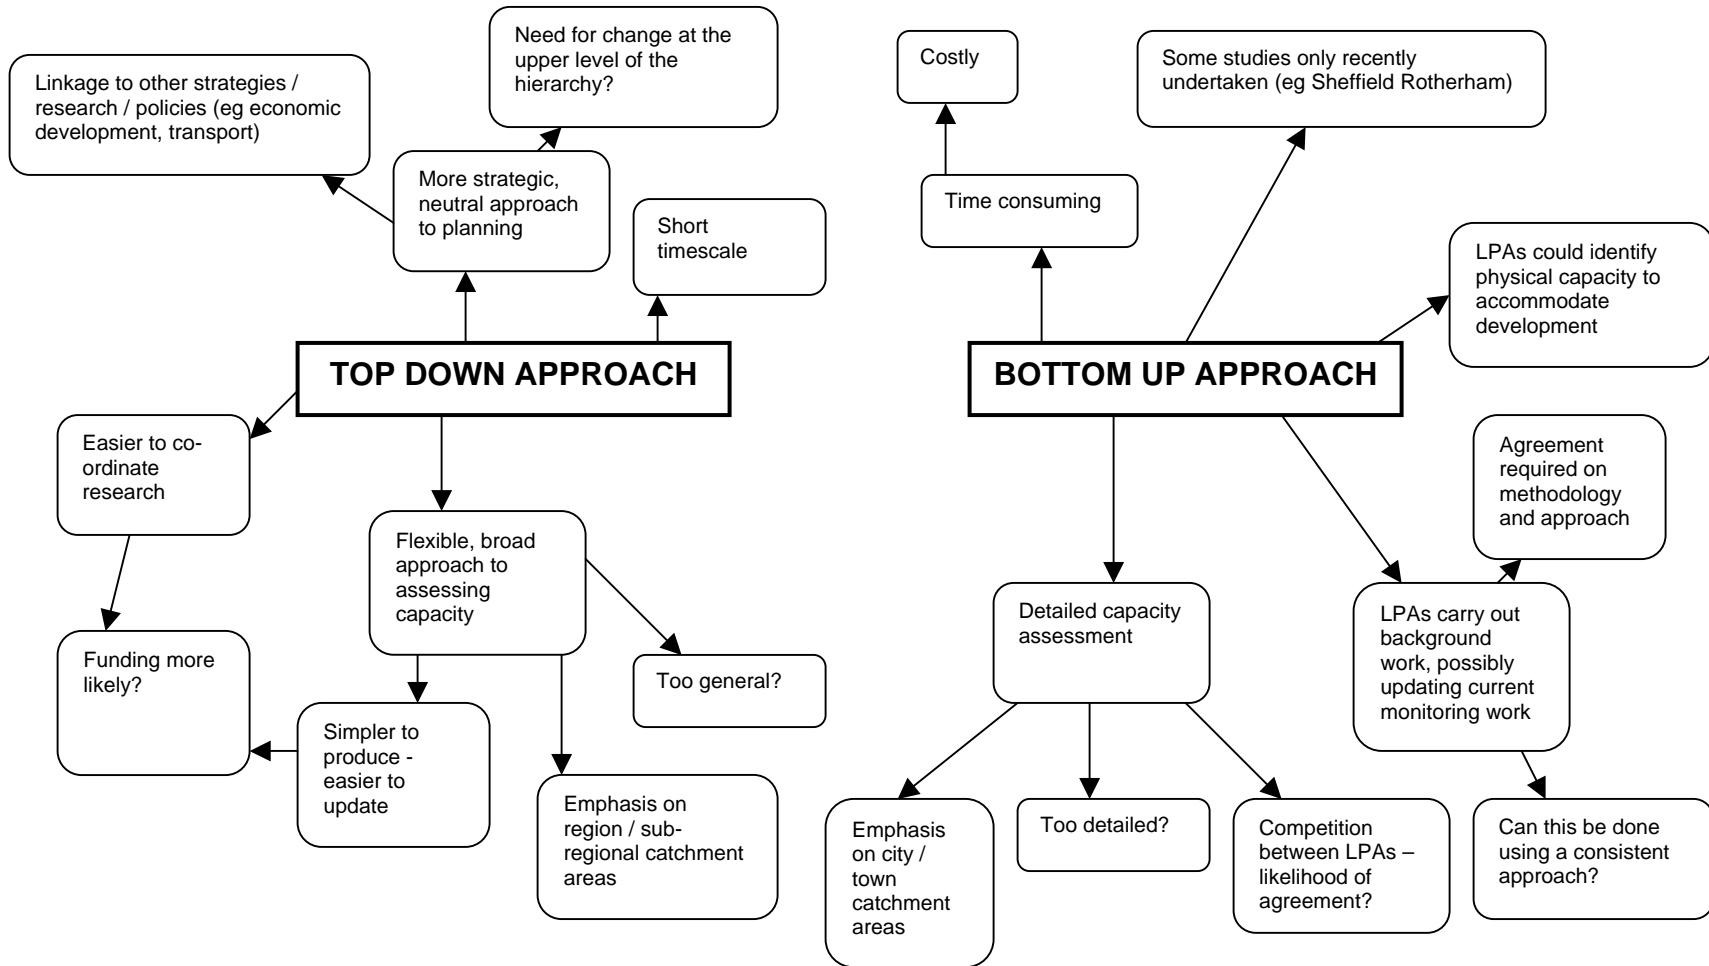 Need for change at the
upper level of the
hierarchy?
Linkage to other strategies /
research / policies (eg economic
development, transport)
More strategic,
neutral approach
to planning
Short
timescale
TOP DOWN APPROACH
Easier to co-
ordinate
research
Flexible, broad
approach to
assessing
capacity
Funding more
likely?
Too general?
Simpler to
produce -
easier to
update
Emphasis on
region / sub-
regional catchment
areas
Costly
Some studies only recently
undertaken (eg Sheffield Rotherham)
Time consuming
LPAs could identify
physical capacity to
accommodate
development
BOTTOM UP APPROACH
Agreement
required on
methodology
and approach
Detailed capacity
assessment
LPAs carry out
background
work, possibly
updating current
monitoring work
Emphasis
on city /
town
catchment
areas
Too detailed?
Competition
between LPAs –
likelihood of
agreement?
Can this be done
using a consistent
approach?